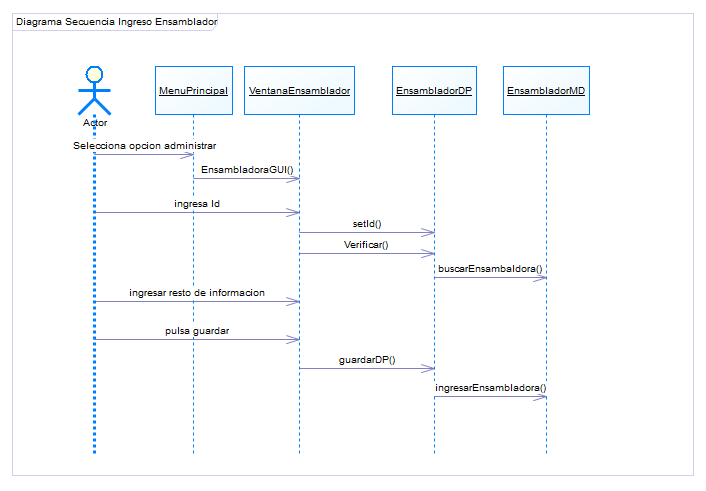 Diagrama Secuencia Ingreso Ensamblador
MenuPrincipal
VentanaEnsamblador
EnsambladorDP
EnsambladorMD
Actor
Selecciona opcion administrar
EnsambladoraGUI()
ingresa Id
setId()
Verificar()
buscarEnsambaldora()
ingresar resto de informacion
pulsa guardar
guardarDP()
ingresarEnsambladora()